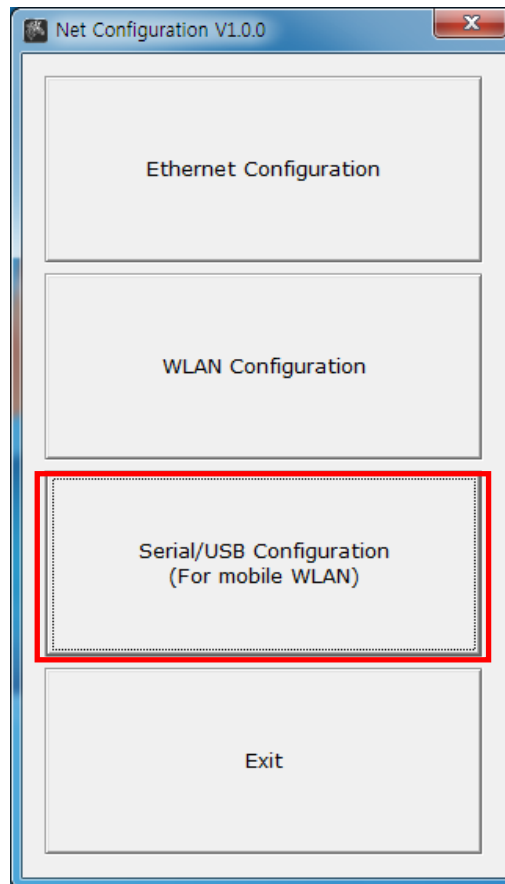 Net Configuration V1.0.0
Ethernet Configuration
WLAN Configuration
Serial/USB Configuration
(For mobile WLAN)
Exit